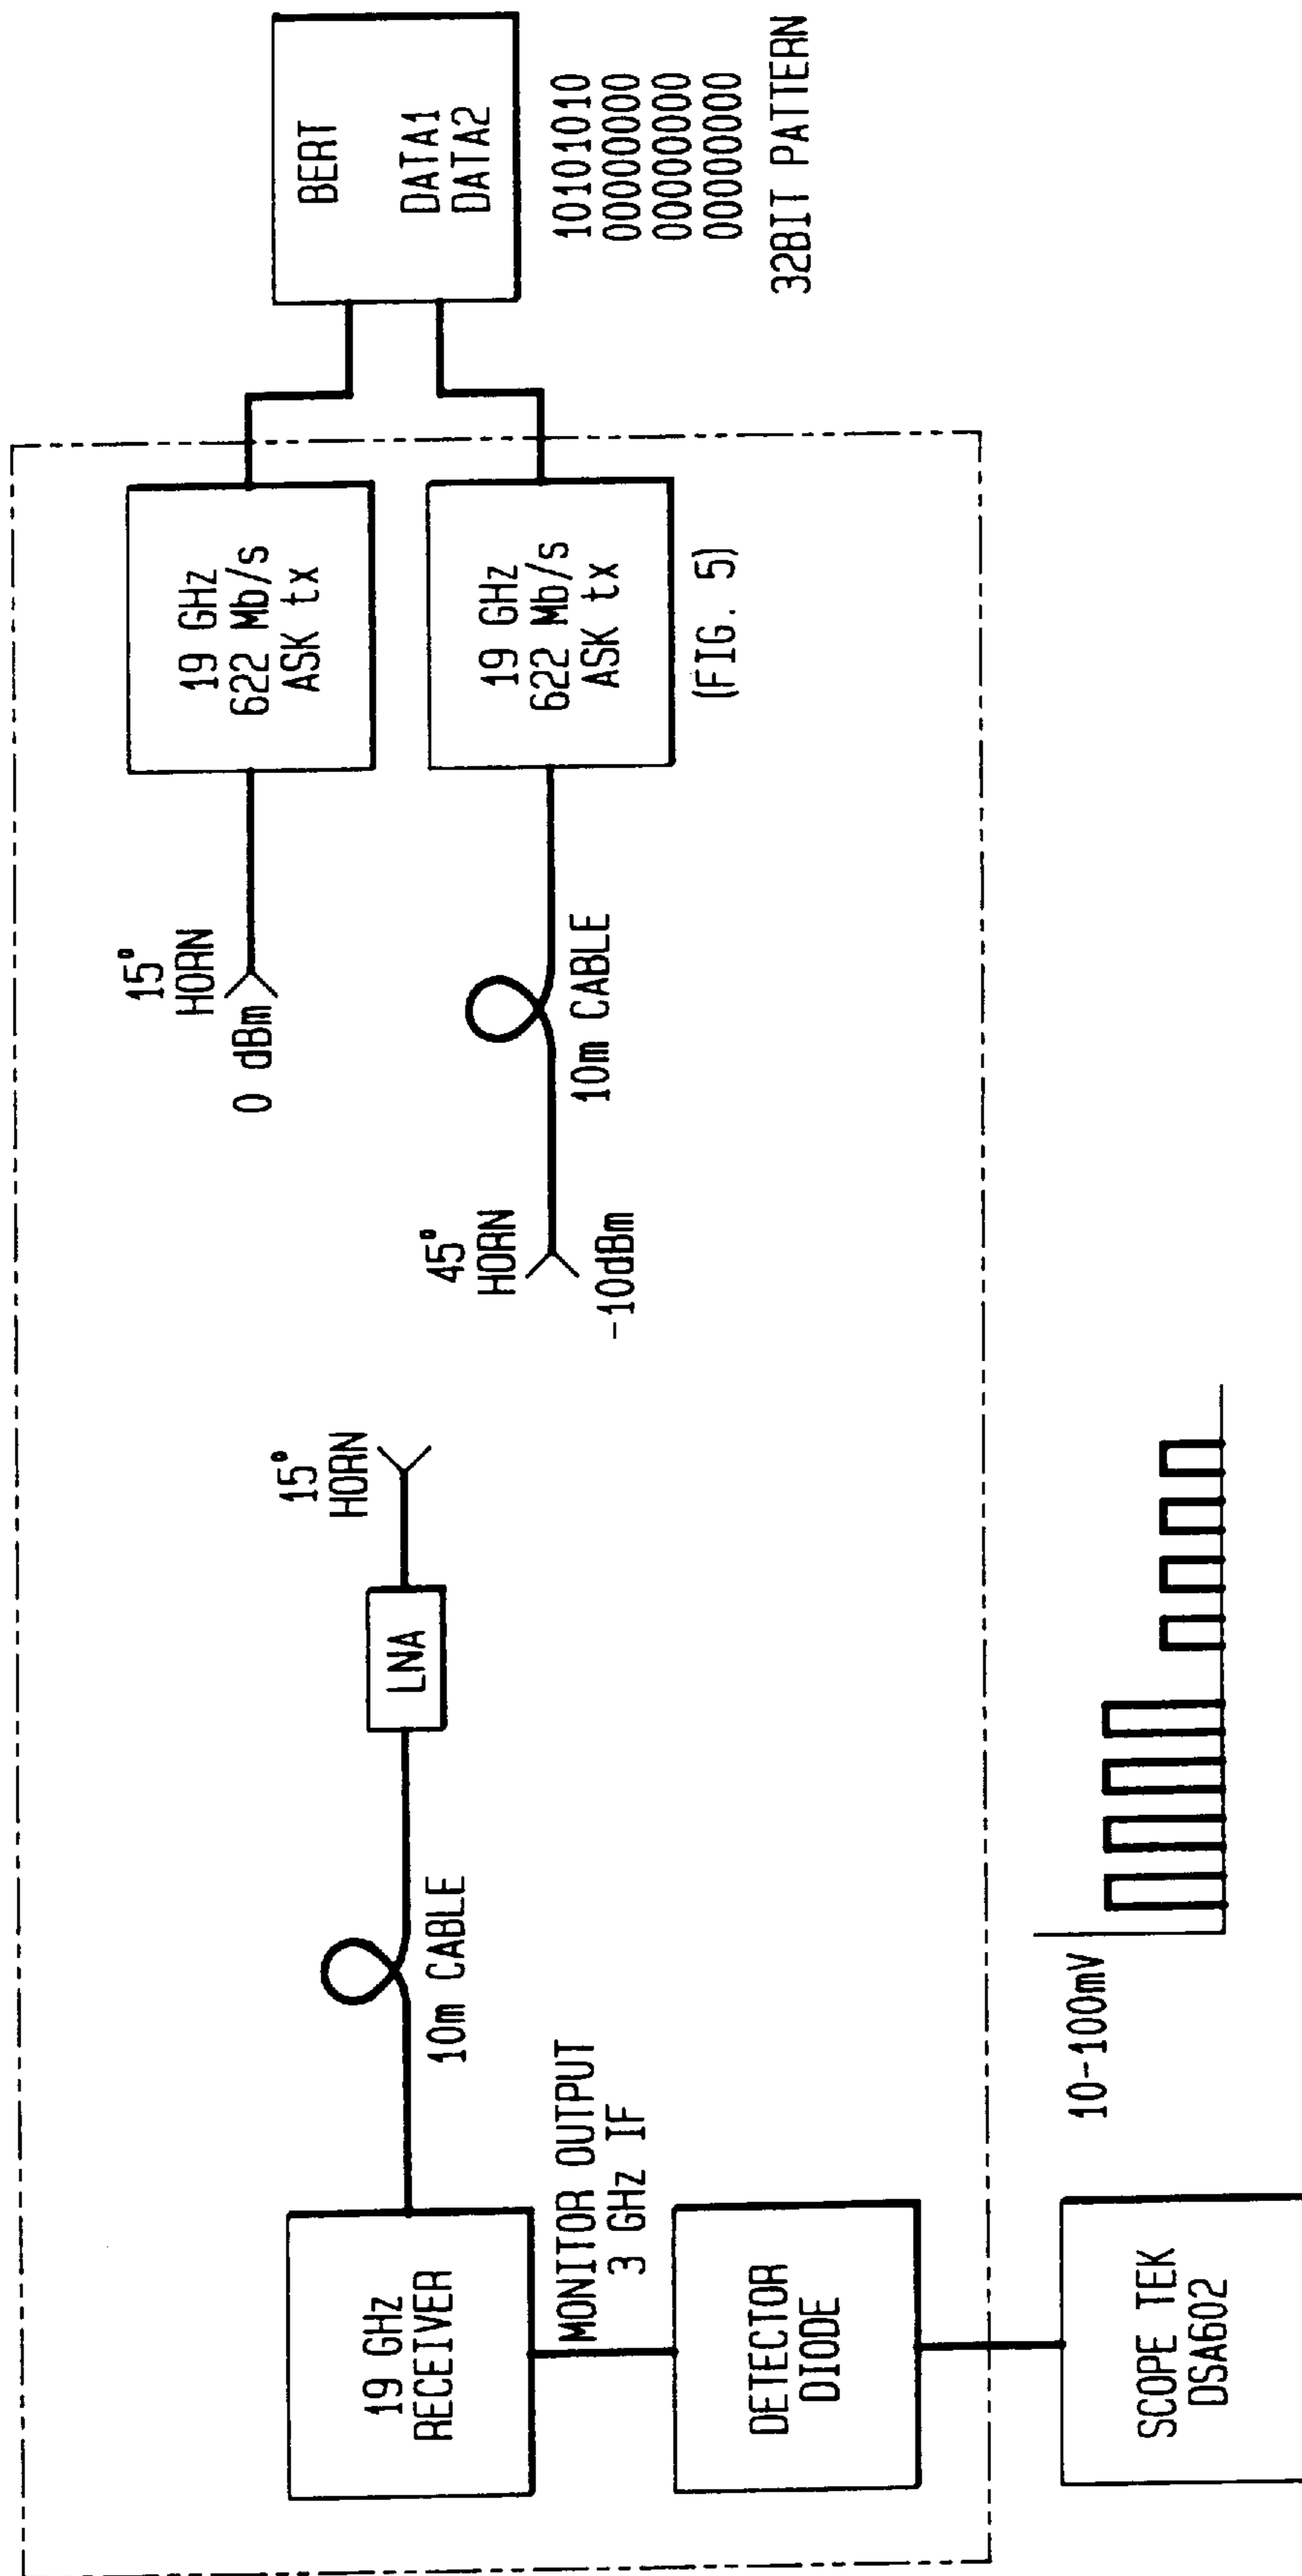 19 GHz
RECEIVER
MONITOR OUTPUT
3 GHz IF
DETECTOR
DIODE
SCOPE TEK
DSA602
10m CABLE
LNA
15°
HORN
10-100mV
15°
HORN
0 dBm
45°
HORN
-10dBm
10m CABLE
19 GHz
622 Mb/s
ASK tx
19 GHz
622 Mb/s
ASK tx
(FIG. 5)
BERT
DATA1
DATA2
10101010
00000000
00000000
00000000
32BIT PATTERN